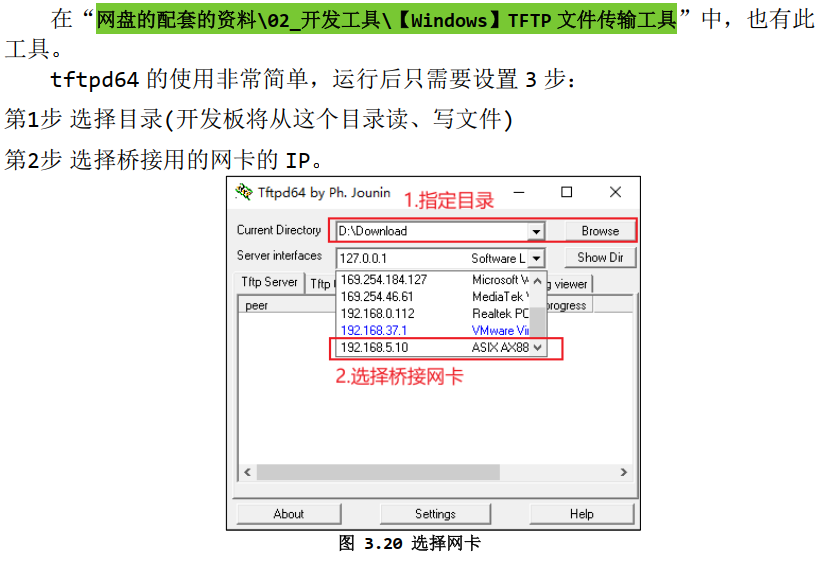 在“网盘的配套的资料\02_开发工具\【Windows】TFTP 文件传输工具”中，也有此
工具。
tftpd64 的使用非常简单，运行后只需要设置 3 步：
第1步 选择目录(开发板将从这个目录读、写文件)
第2步 选择桥接用的网卡的 IP。
Tftpd64 by Ph. Jounin
1.指定目录
Current Directory D:\Download Browse
Server interfaces 127.0.0.1 Software L Show Dir
Tftp Server Tftp g viewer
169.254.184.127 Microsoft W
peer 169.254.46.61 MediaTek progress
192.168.0.112 Realtek PC
192.168.37.1 VMware Vir
192.168.5.10 ASIX AX88
2.选择桥接网卡
About Settings Help
图 3.20 选择网卡